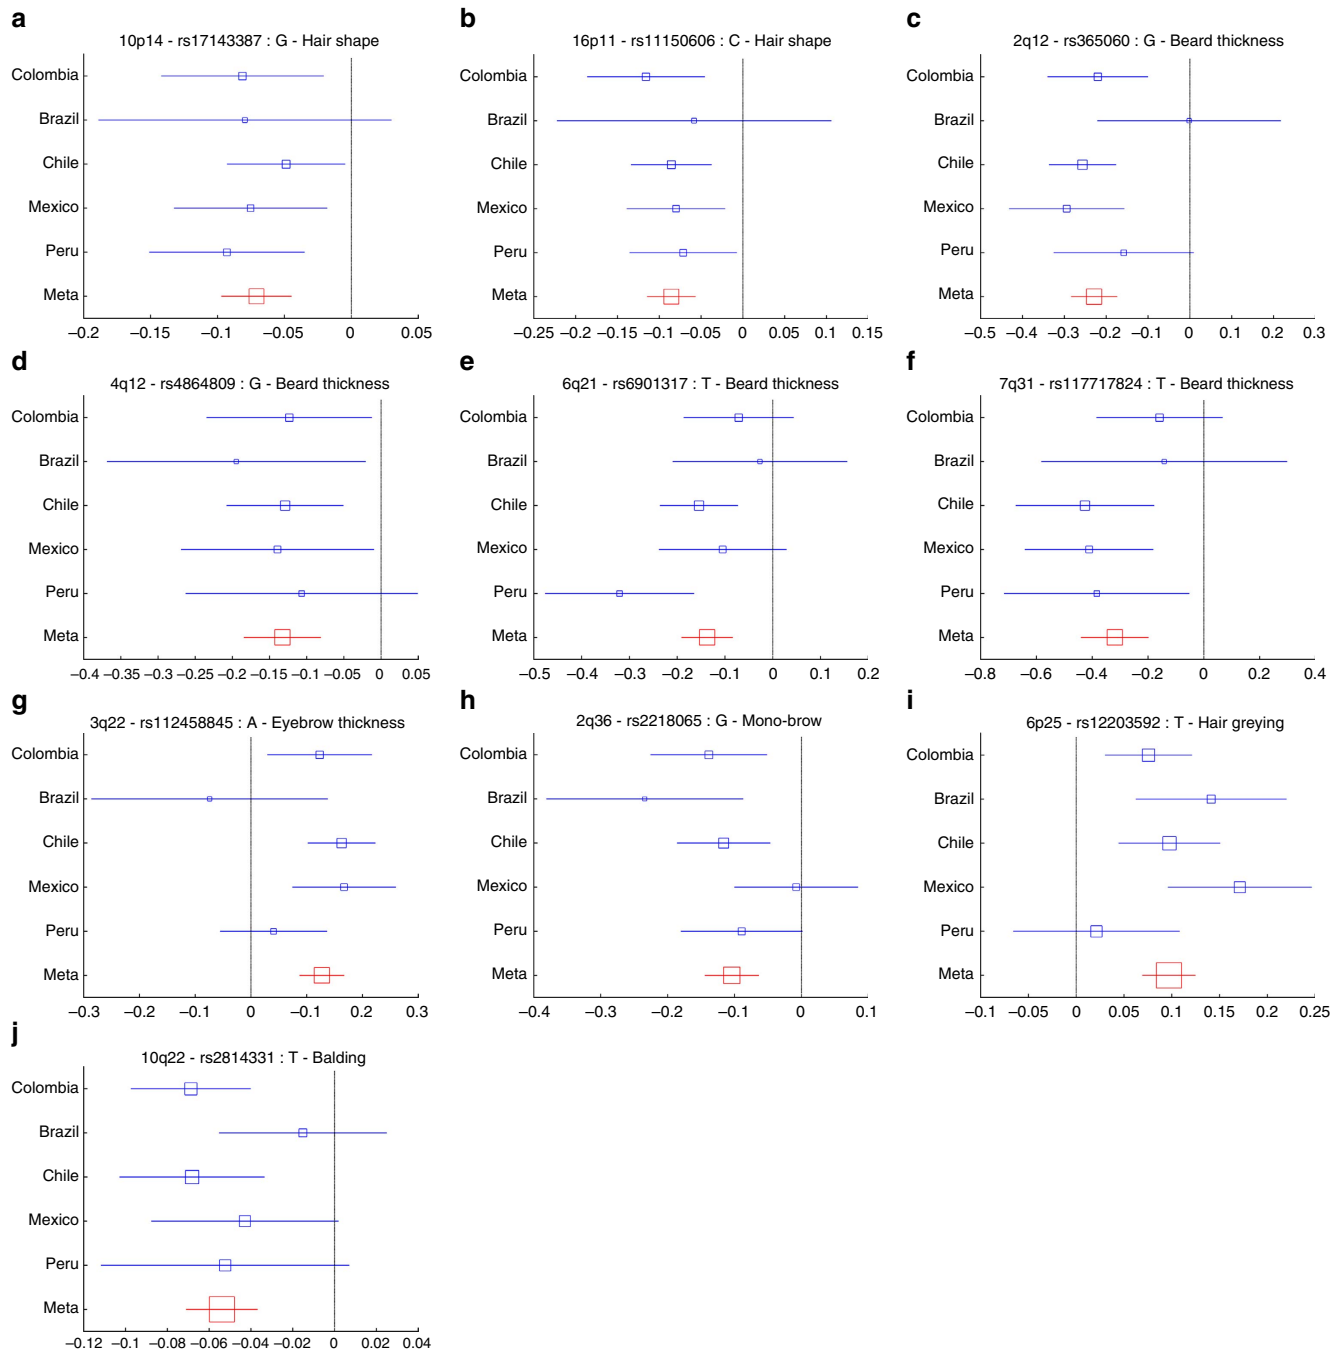 a
10p14 - rs17143387 : G - Hair shape
Colombia
Brazil
Chile
Mexico
Peru
Meta
−0.2 −0.15 −0.1 −0.05 0 0.05
b
16p11 - rs11150606 : C - Hair shape
Colombia
Brazil
Chile
Mexico
Peru
Meta
−0.25 −0.2 −0.15 −0.1 −0.05 0 0.05 0.1 0.15
c
2q12 - rs365060 : G - Beard thickness
Colombia
Brazil
Chile
Mexico
Peru
Meta
−0.5 −0.4 −0.3 −0.2 −0.1 0 0.1 0.2 0.3
d
4q12 - rs4864809 : G - Beard thickness
Colombia
Brazil
Chile
Mexico
Peru
Meta
−0.4 −0.35 −0.3 −0.25 −0.2 −0.15 −0.1 −0.05 0 0.05
e
6q21 - rs6901317 : T - Beard thickness
Colombia
Brazil
Chile
Mexico
Peru
Meta
−0.5 −0.4 −0.3 −0.2 −0.1 0 0.1 0.2
f
7q31 - rs117717824 : T - Beard thickness
Colombia
Brazil
Chile
Mexico
Peru
Meta
−0.8 −0.6 −0.4 −0.2 0 0.2 0.4
g
3q22 - rs112458845 : A - Eyebrow thickness
Colombia
Brazil
Chile
Mexico
Peru
Meta
−0.3 −0.2 −0.1 0 0.1 0.2 0.3
h
2q36 - rs2218065 : G - Mono-brow
Colombia
Brazil
Chile
Mexico
Peru
Meta
−0.4 −0.3 −0.2 −0.1 0 0.1
i
6p25 - rs12203592 : T - Hair greying
Colombia
Brazil
Chile
Mexico
Peru
Meta
−0.1 −0.05 0 0.05 0.1 0.15 0.2 0.25
j
10q22 - rs2814331 : T - Balding
Colombia
Brazil
Chile
Mexico
Peru
Meta
−0.12 −0.1 −0.08 −0.06 −0.04 −0.02 0 0.02 0.04